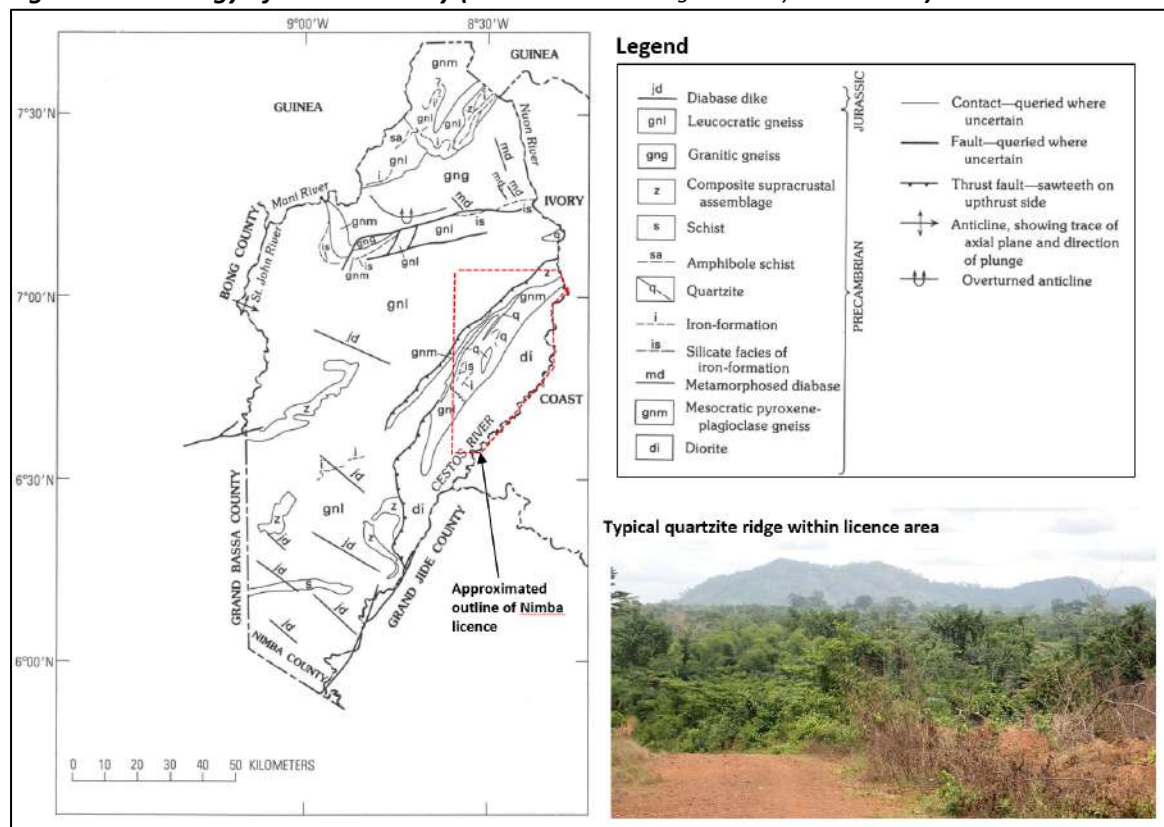 9°00'W
8°30'W
GUINEA
gnm
GUINEA
jd
7°30'N
?
z
gnl
gnl
i
Nuon River
sa
i
gnl
md
gng
md
md
Mani River
is
IVORY
gnm
is
BONG COUNTY
St. John River
gng
gnl
q
is
is
gnl
gnm
7°00'N
z
gnl
gnm
q
jd
gnm
q
q
di
is
i
COAST
z
gnl
CESTOS RIVER
6°30'N
i
i
jd
gnl
z
di
GRAND BASSA COUNTY
z
jd
jd
z
GRAND JIDE COUNTY
jd
s
Approximated
outline of Nimba
licence
jd
NIMBA COUNTY
6°00'N
0 10 20 30 40 50 KILOMETERS
Legend
jd Diabase dike
JURASSIC
gnl Leucocratic gneiss
gng Granitic gneiss
z Composite supracrustal
assemblage
s Schist
sa Amphibole schist
q Quartzite
i Iron-formation
is Silicate facies of
iron-formation
md Metamorphosed diabase
gnm Mesocratic pyroxene-
plagioclase gneiss
di Diorite
PRECAMBRIAN
Contact—queried where
uncertain
Fault—queried where
uncertain
Thrust fault—sawteeth on
upthrust side
Anticline, showing trace of
axial plane and direction
of plunge
Overturned anticline
Typical quartzite ridge within licence area